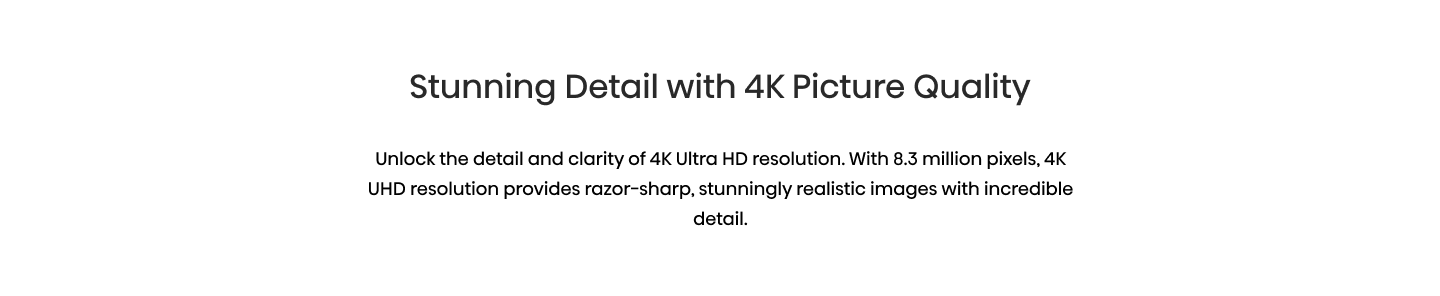 Stunning Detail with 4K Picture Quality
Unlock the detail and clarity of 4K Ultra HD resolution. With 8.3 million pixels, 4K
UHD resolution provides razor-sharp, stunningly realistic images with incredible
detail.